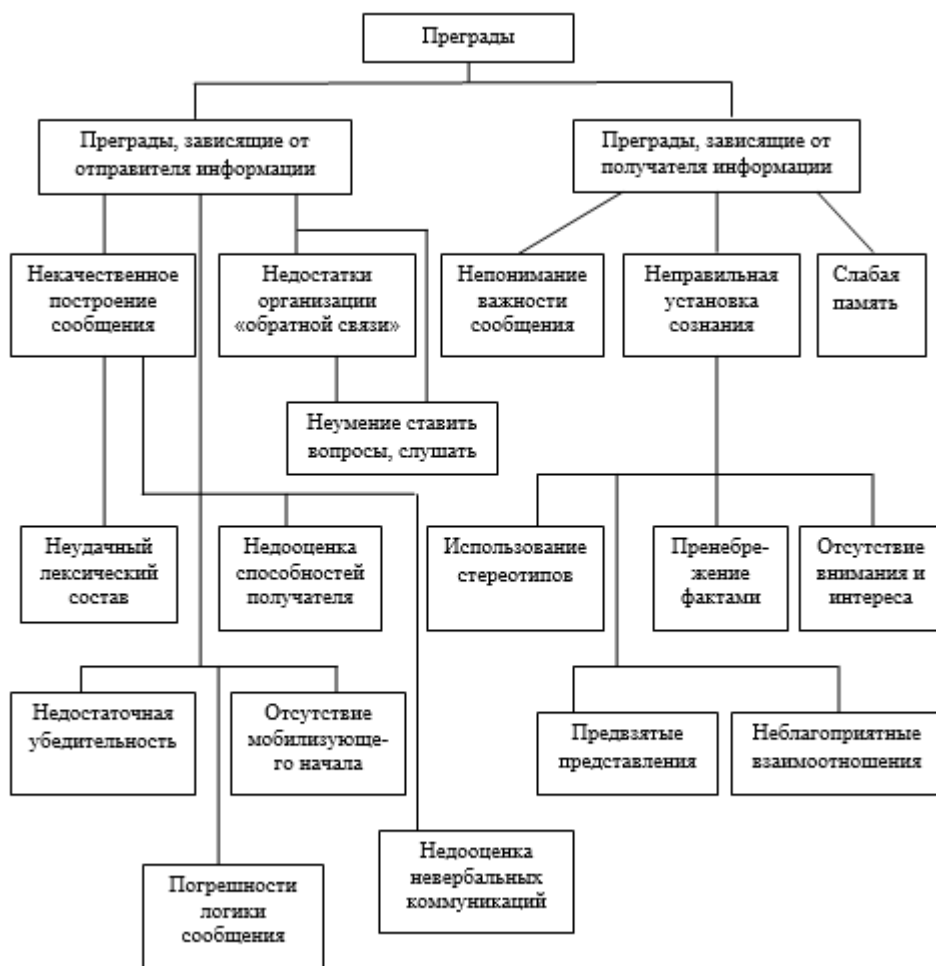 Преграды
Преграды, зависящие от
отправителя информации
Преграды, зависящие от
получателя информации
Некачественное
построение
сообщения
Недостатки
организации
«обратной связи»
Непонимание
важности
сообщения
Неправильная
установка
сознания
Слабая
память
Неумение ставить
вопросы, слушать
Неудачный
лексический
состав
Недооценка
способностей
получателя
Использование
стереотипов
Пренебре-
жение
фактами
Отсутствие
внимания и
интереса
Недостаточная
убедительность
Отсутствие
мобилизующе-
го начала
Предвзятые
представления
Неблагоприятные
взаимоотношения
Недооценка
невербальных
коммуникаций
Погрешности
логики
сообщения